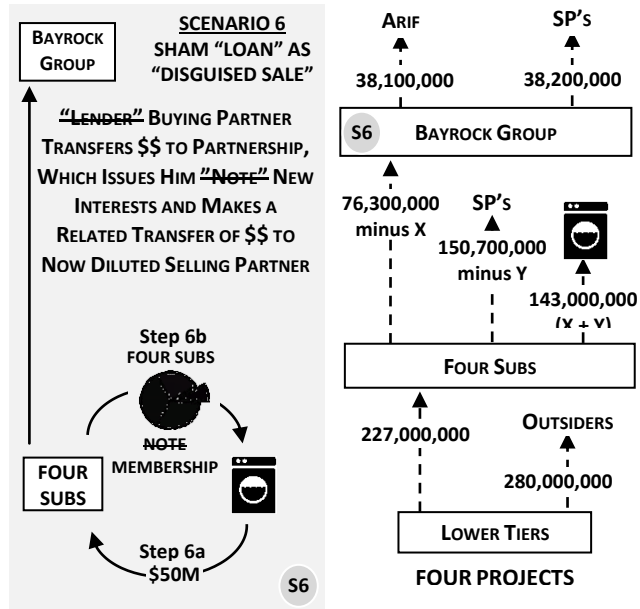 BAYROCK
GROUP
SCENARIO 6
SHAM “LOAN” AS
“DISGUISED SALE”
“LENDER” BUYING PARTNER
TRANSFERS $$ TO PARTNERSHIP,
WHICH ISSUES HIM “NOTE” NEW
INTERESTS AND MAKES A
RELATED TRANSFER OF $$ TO
NOW DILUTED SELLING PARTNER
Step 6b
FOUR SUBS
NOTE
MEMBERSHIP
FOUR
SUBS
Step 6a
$50M
S6
ARIF
SP’S
38,100,000
38,200,000
S6
BAYROCK GROUP
76,300,000
minus X
SP’S
150,700,000
minus Y
143,000,000
(X + Y)
FOUR SUBS
227,000,000
OUTSIDERS
280,000,000
LOWER TIERS
FOUR PROJECTS